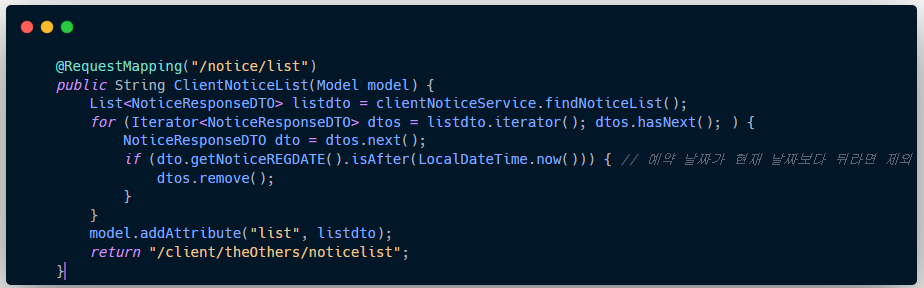 @RequestMapping("/notice/list")
public String ClientNoticeList(Model model) {
    List<NoticeResponseDTO> listdto = clientNoticeService.findNoticeList();
    for (Iterator<NoticeResponseDTO> dtos = listdto.iterator(); dtos.hasNext(); ) {
        NoticeResponseDTO dto = dtos.next();
        if (dto.getNoticeREGDATE().isAfter(LocalDateTime.now())) { // 예약 날짜가 현재 날짜보다 뒤라면 제외
            dtos.remove();
        }
    }
    model.addAttribute("list", listdto);
    return "/client/theOthers/noticelist";
}